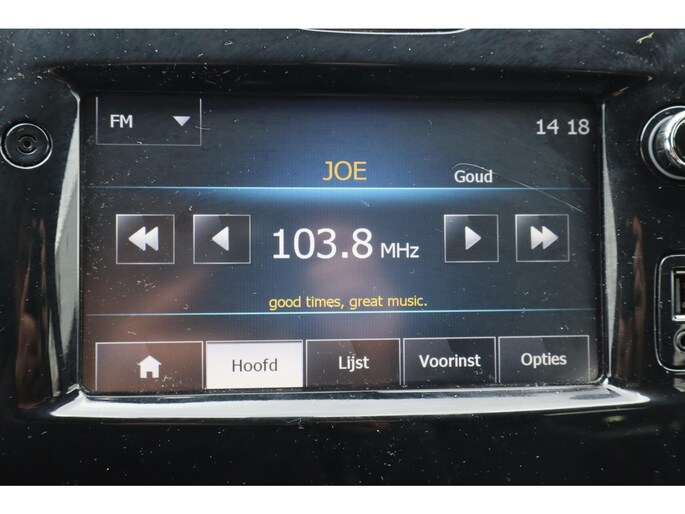 FM
14 18
JOE
Goud
103.8 MHz
good times, great music.
Hoofd Lijst Voorinst Opties